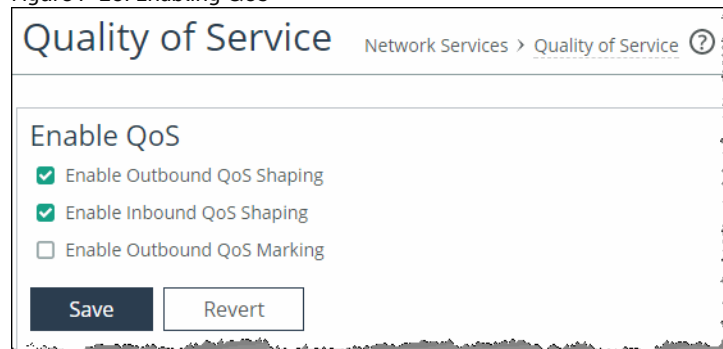 Quality of Service Network Services > Quality of Service ?
Enable QoS
Enable Outbound QoS Shaping
Enable Inbound QoS Shaping
Enable Outbound QoS Marking
Save Revert